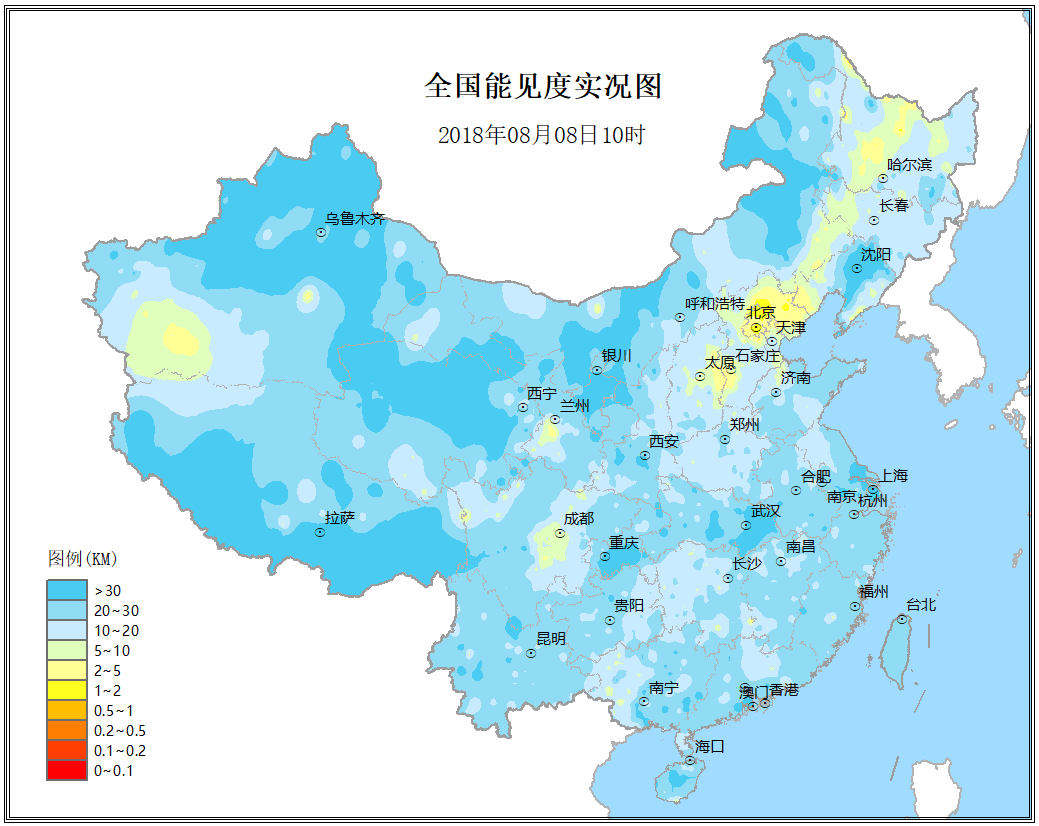 全国能见度实况图
2018年08月08日10时
哈尔滨
长春
乌鲁木齐
沈阳
呼和浩特
北京
天津
银川
太原
石家庄
济南
西宁
兰州
郑州
西安
合肥
上海
南京
杭州
拉萨
成都
武汉
重庆
南昌
长沙
贵阳
福州
台北
昆明
南宁
澳门
香港
海口
图例(KM)
>30
20~30
10~20
5~10
2~5
1~2
0.5~1
0.2~0.5
0.1~0.2
0~0.1